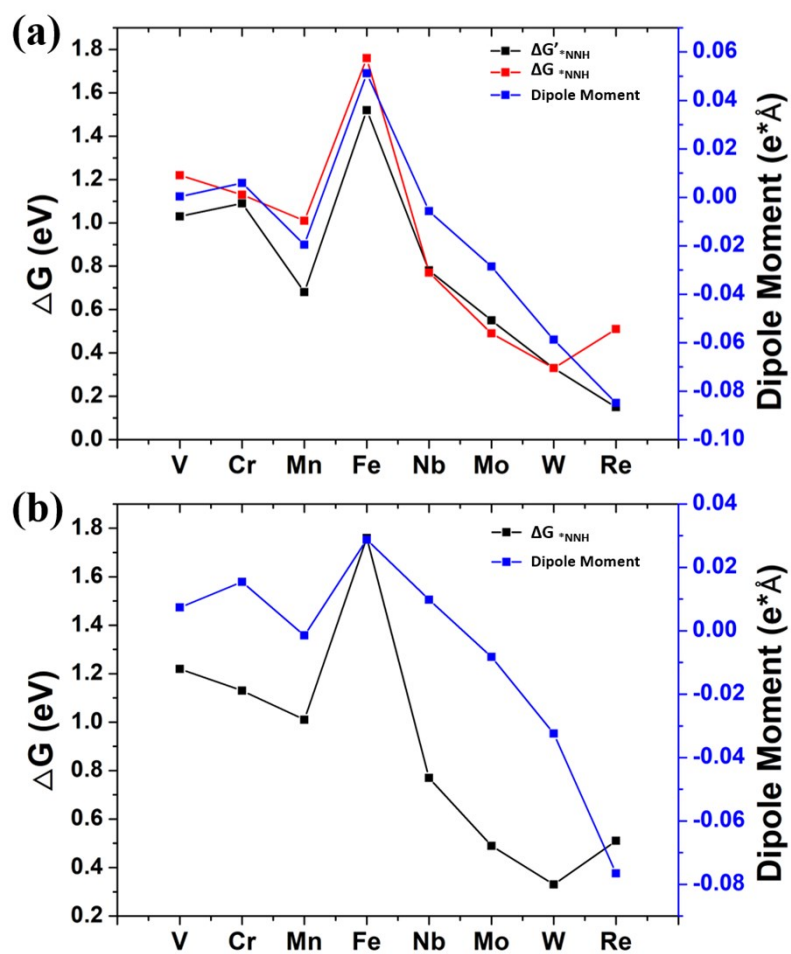 (a)
ΔG'*NNH
ΔG *NNH
Dipole Moment
1.8
1.6
1.4
1.2
1.0
0.8
0.6
0.4
0.2
0.0
△G (eV)
0.06
0.04
0.02
0.00
-0.02
-0.04
-0.06
-0.08
-0.10
Dipole Moment (e*Å)
V Cr Mn Fe Nb Mo W Re
(b)
ΔG *NNH
Dipole Moment
1.8
1.6
1.4
1.2
1.0
0.8
0.6
0.4
0.2
△G (eV)
0.04
0.02
0.00
-0.02
-0.04
-0.06
-0.08
Dipole Moment (e*Å)
V Cr Mn Fe Nb Mo W Re